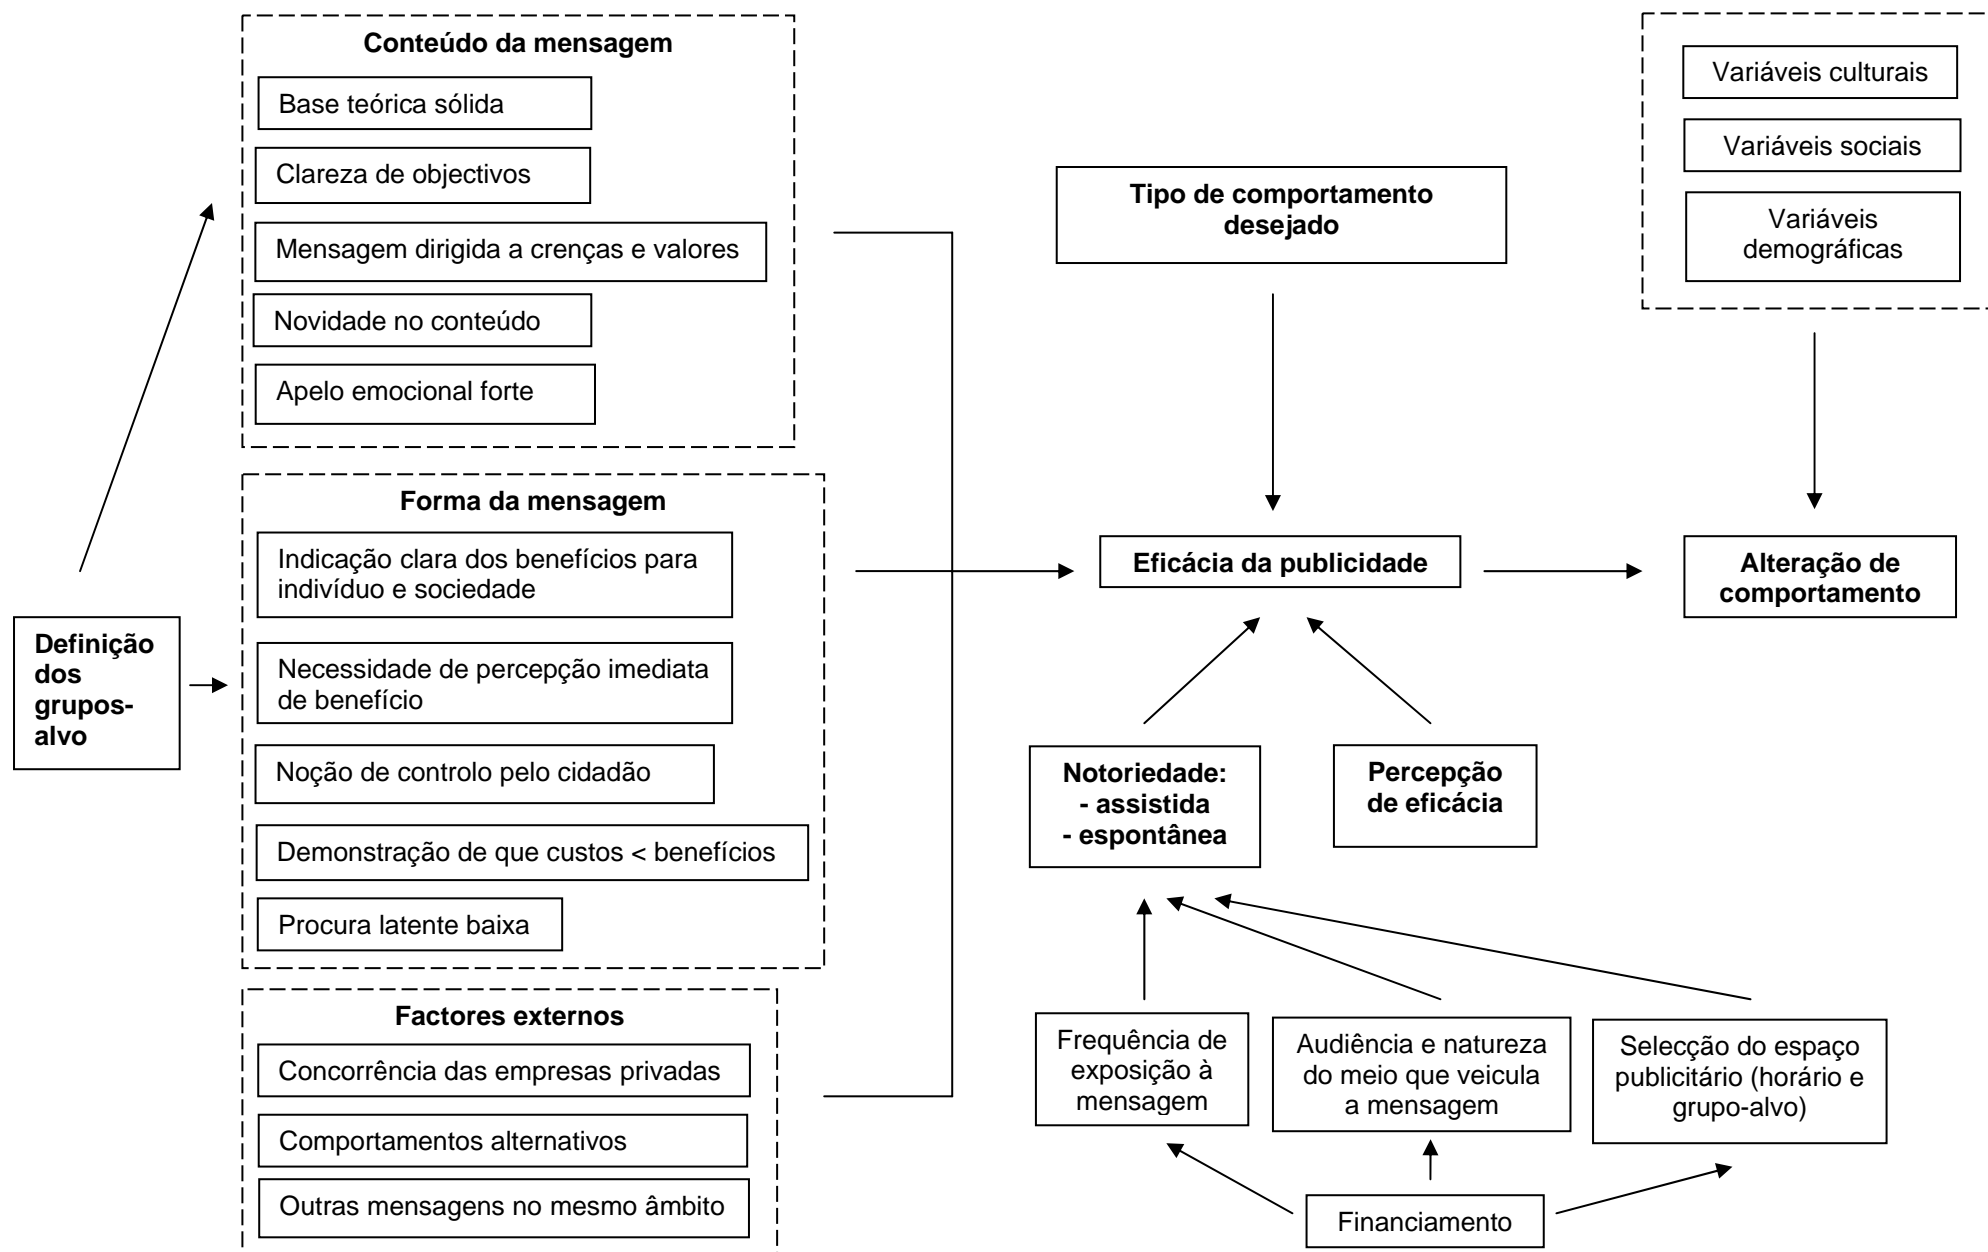 Conteúdo da mensagem
Base teórica sólida
Clareza de objectivos
Mensagem dirigida a crenças e valores
Novidade no conteúdo
Apelo emocional forte
Forma da mensagem
Indicação clara dos benefícios para
indivíduo e sociedade
Necessidade de percepção imediata
de benefício
Noção de controlo pelo cidadão
Demonstração de que custos < benefícios
Procura latente baixa
Factores externos
Concorrência das empresas privadas
Comportamentos alternativos
Outras mensagens no mesmo âmbito
Definição
dos
grupos-
alvo
Tipo de comportamento
desejado
Eficácia da publicidade
Notoriedade:
- assistida
- espontânea
Percepção
de eficácia
Frequência de
exposição à
mensagem
Audiência e natureza
do meio que veicula
a mensagem
Selecção do espaço
publicitário (horário e
grupo-alvo)
Financiamento
Variáveis culturais
Variáveis sociais
Variáveis
demográficas
Alteração de
comportamento